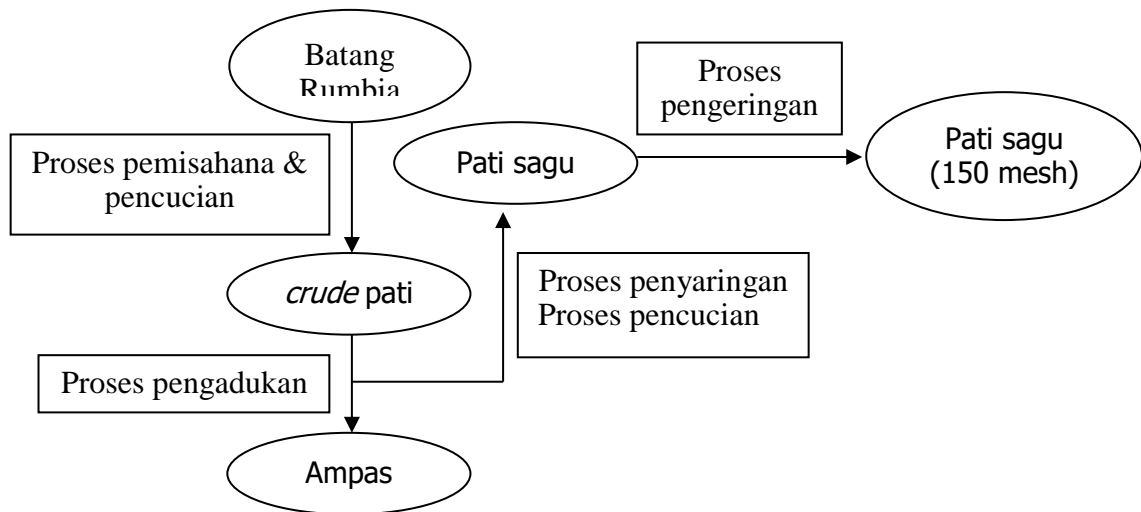 Batang
Rumbia
Proses pemisahana &
pencucian
crude pati
Proses pengadukan
Ampas
Proses penyaringan
Proses pencucian
Pati sagu
Proses
pengeringan
Pati sagu
(150 mesh)